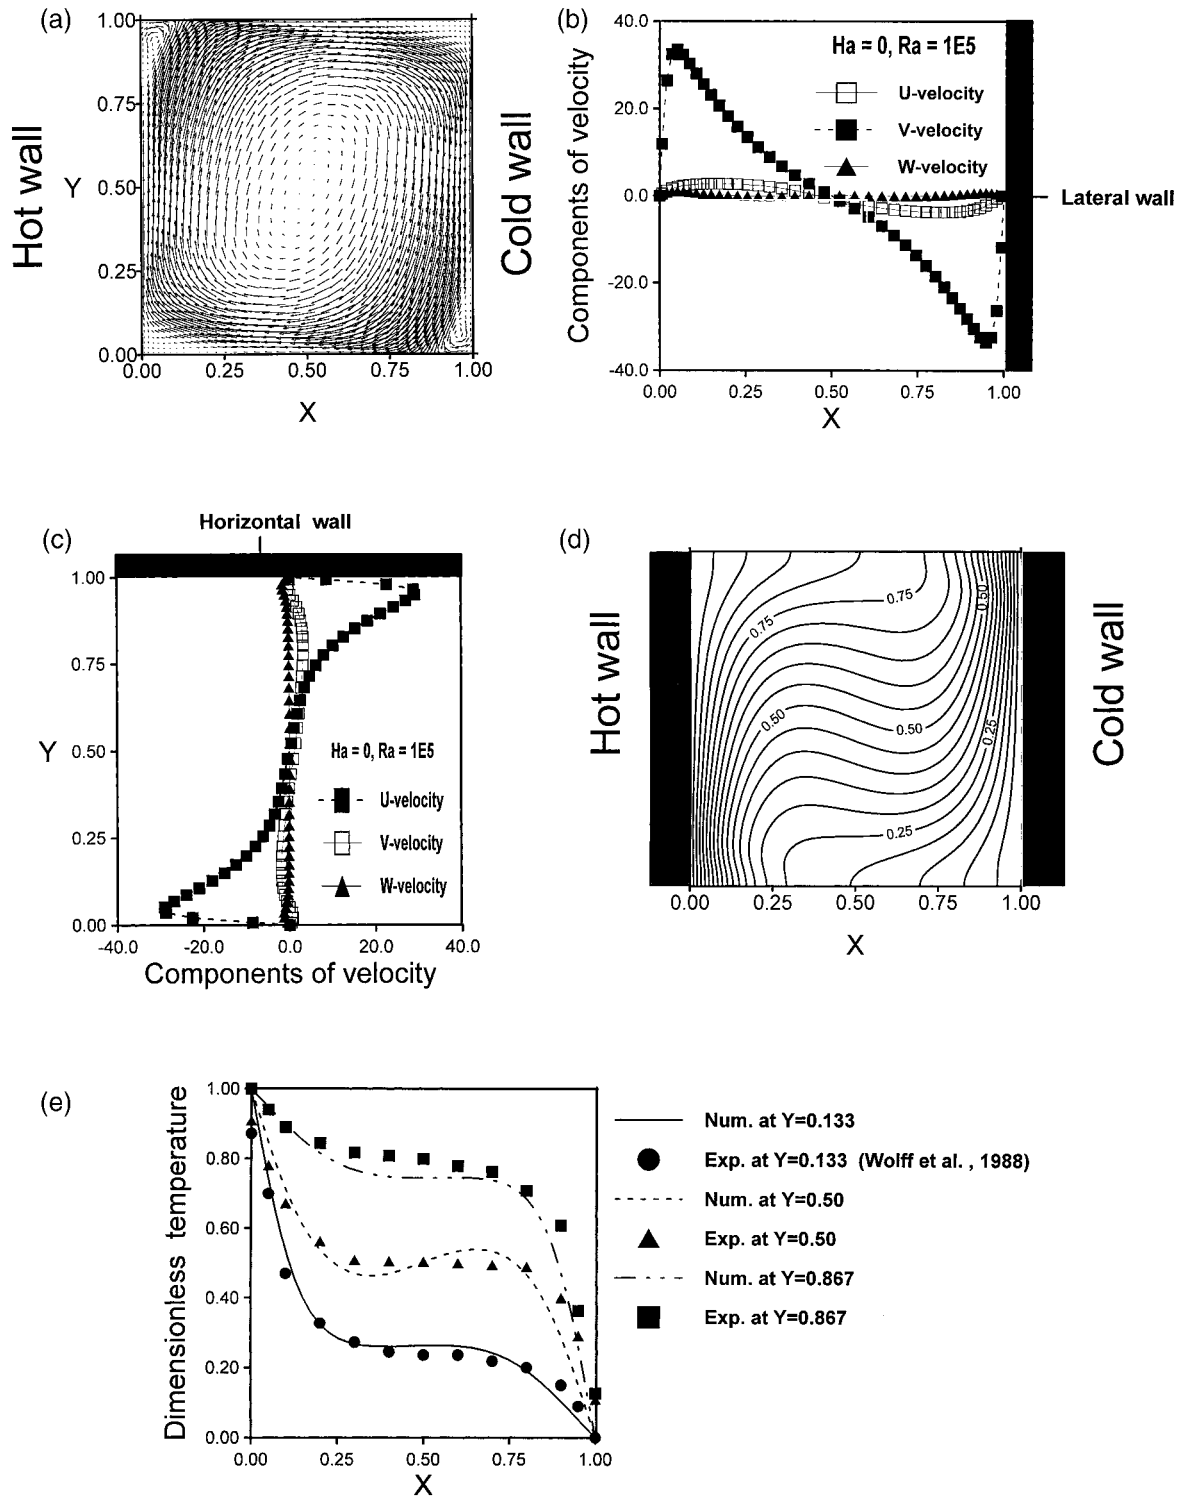 (a)
1.00
0.75
Y 0.50
0.25
0.00
0.00 0.25 0.50 0.75 1.00
X
Hot wall
Cold wall
(b)
Components of velocity
40.0
20.0
0.0
-20.0
-40.0
Ha = 0, Ra = 1E5
U-velocity
V-velocity
W-velocity
Lateral wall
0.00 0.25 0.50 0.75 1.00
X
(c)
Horizontal wall
1.00
0.75
Y 0.50
0.25
0.00
Ha = 0, Ra = 1E5
U-velocity
V-velocity
W-velocity
-40.0 -20.0 0.0 20.0 40.0
Components of velocity
(d)
Hot wall
Cold wall
0.75
0.50
0.75
0.50
0.50
0.25
0.25
0.00 0.25 0.50 0.75 1.00
X
(e)
Dimensionless temperature
1.00
0.80
0.60
0.40
0.20
0.00
0.00 0.25 0.50 0.75 1.00
X
Num. at Y=0.133
Exp. at Y=0.133 (Wolff et al. , 1988)
Num. at Y=0.50
Exp. at Y=0.50
Num. at Y=0.867
Exp. at Y=0.867